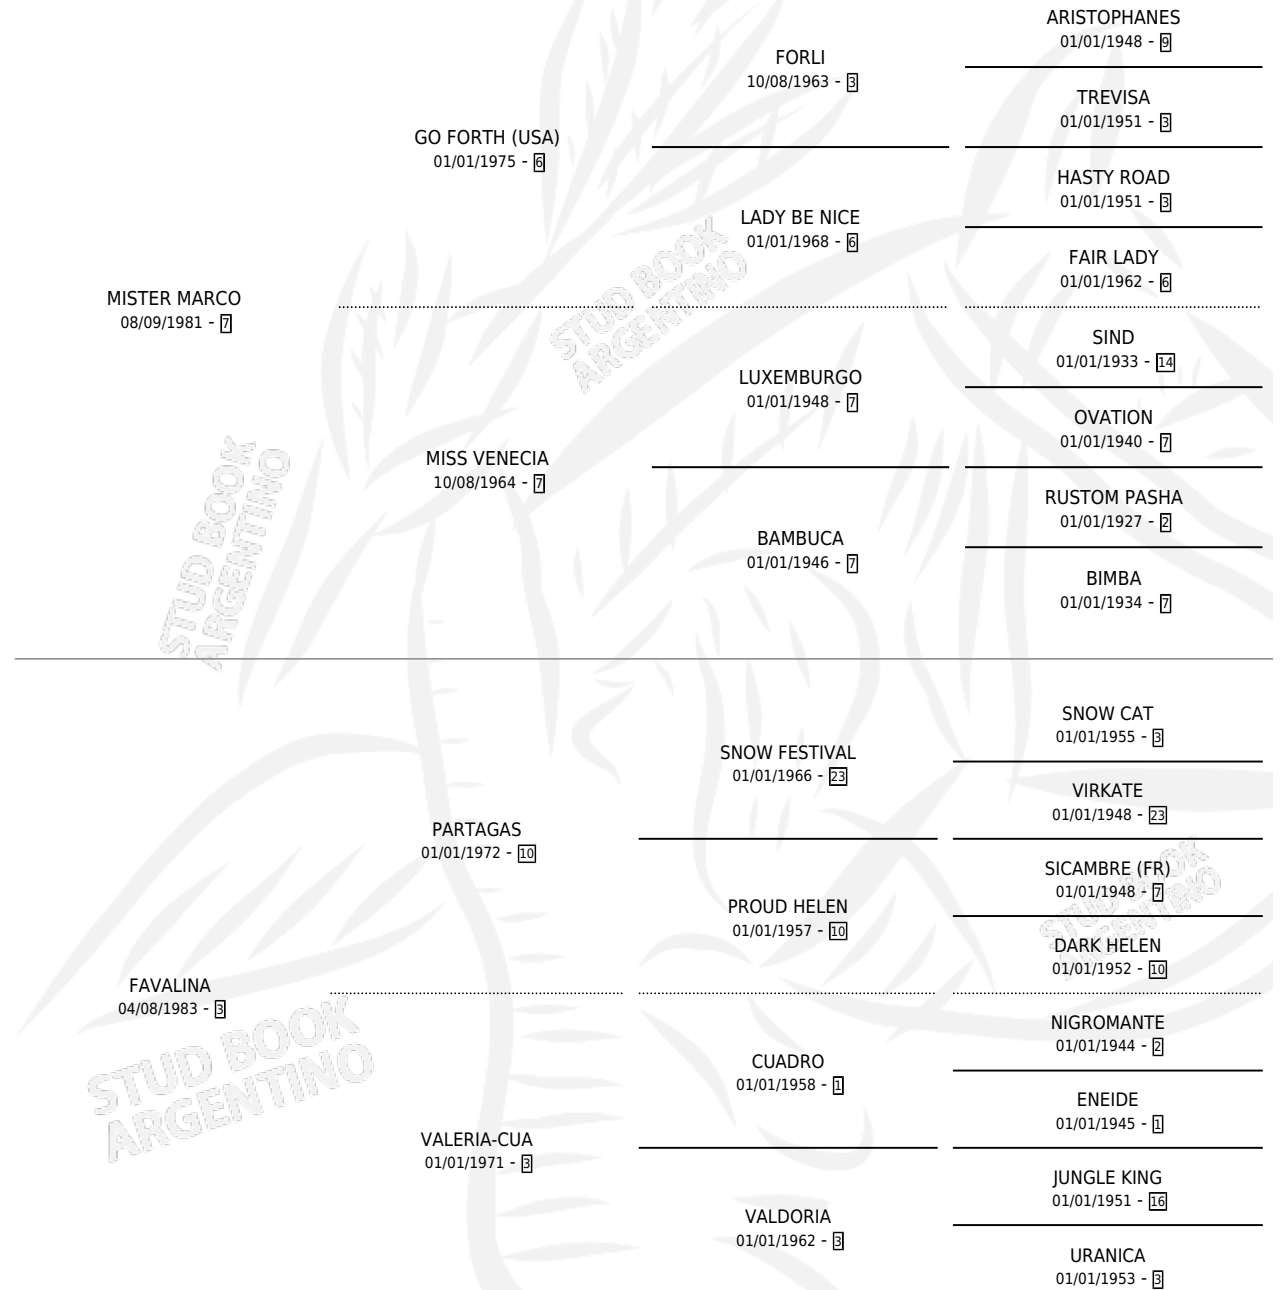 ARISTOPHANES
01/01/1948 - 9
FORLI
10/08/1963 - 3
TREVISA
01/01/1951 - 3
GO FORTH (USA)
01/01/1975 - 6
HASTY ROAD
01/01/1951 - 3
LADY BE NICE
01/01/1968 - 6
FAIR LADY
01/01/1962 - 6
MISTER MARCO
08/09/1981 - 7
SIND
01/01/1933 - 14
LUXEMBURGO
01/01/1948 - 7
OVATION
01/01/1940 - 7
MISS VENECIA
10/08/1964 - 7
RUSTOM PASHA
01/01/1927 - 2
BAMBUCA
01/01/1946 - 7
BIMBA
01/01/1934 - 7
SNOW CAT
01/01/1955 - 3
SNOW FESTIVAL
01/01/1966 - 23
VIRKATE
01/01/1948 - 23
PARTAGAS
01/01/1972 - 10
SICAMBRE (FR)
01/01/1948 - 7
PROUD HELEN
01/01/1957 - 10
DARK HELEN
01/01/1952 - 10
FAVALINA
04/08/1983 - 3
NIGROMANTE
01/01/1944 - 2
CUADRO
01/01/1958 - 1
ENEIDE
01/01/1945 - 1
VALERIA-CUA
01/01/1971 - 3
JUNGLE KING
01/01/1951 - 16
VALDORIA
01/01/1962 - 3
URANICA
01/01/1953 - 3
STUD BOOK
ARGENTINO
STUD BOOK
ARGENTINO
STUD BOOK
ARGENTINO
STUD BOOK
ARGENTINO